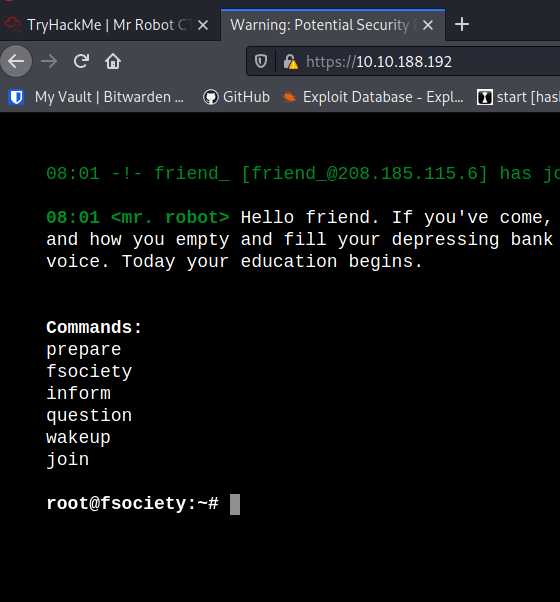 TryHackMe | Mr Robot CT
Warning: Potential Security
https://10.10.188.192
My Vault | Bitwarden ...
GitHub
Exploit Database - Expl...
start [has
08:01 -!- friend_ [friend_@208.185.115.6] has jo
08:01 <mr. robot> Hello friend. If you've come,
and how you empty and fill your depressing bank
voice. Today your education begins.
Commands:
prepare
fsociety
inform
question
wakeup
join
root@fsociety:~#